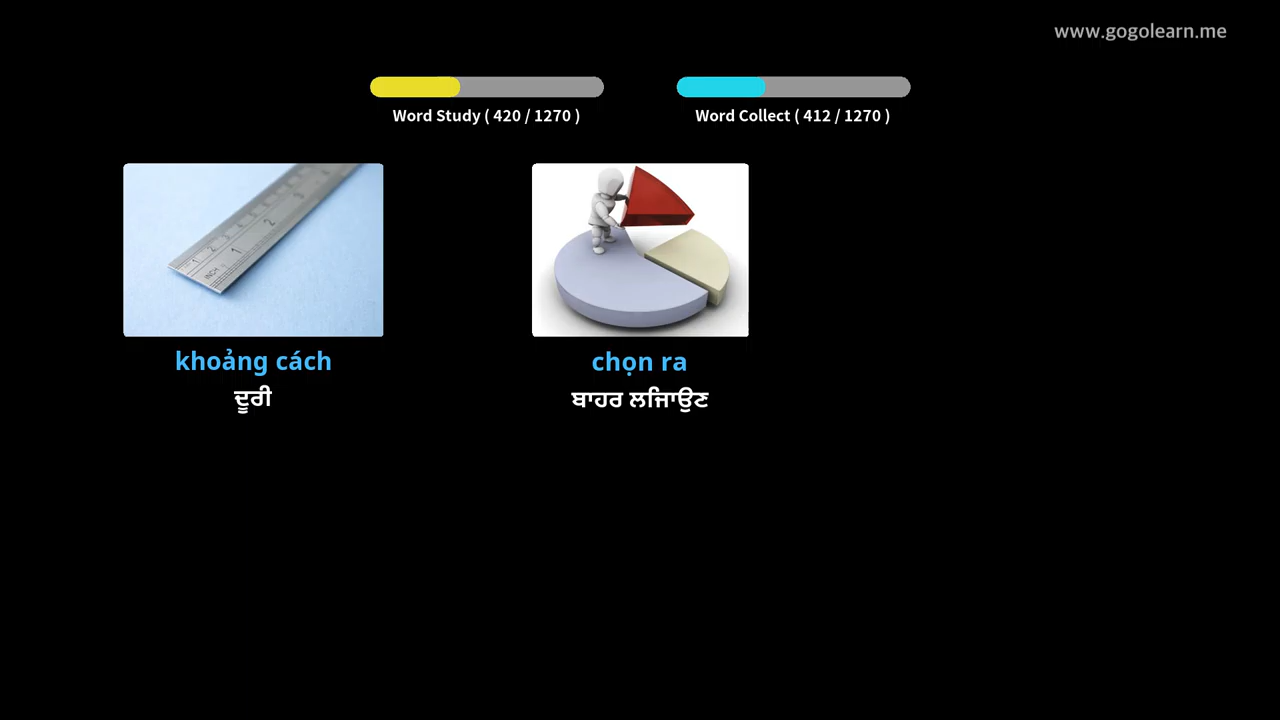 www.gogolearn.me
Word Study ( 420 / 1270 )
Word Collect ( 412 / 1270 )
khoảng cách
ਦੂਰੀ
chọn ra
ਬਾਹਰ ਲਜਿਾਉਣ